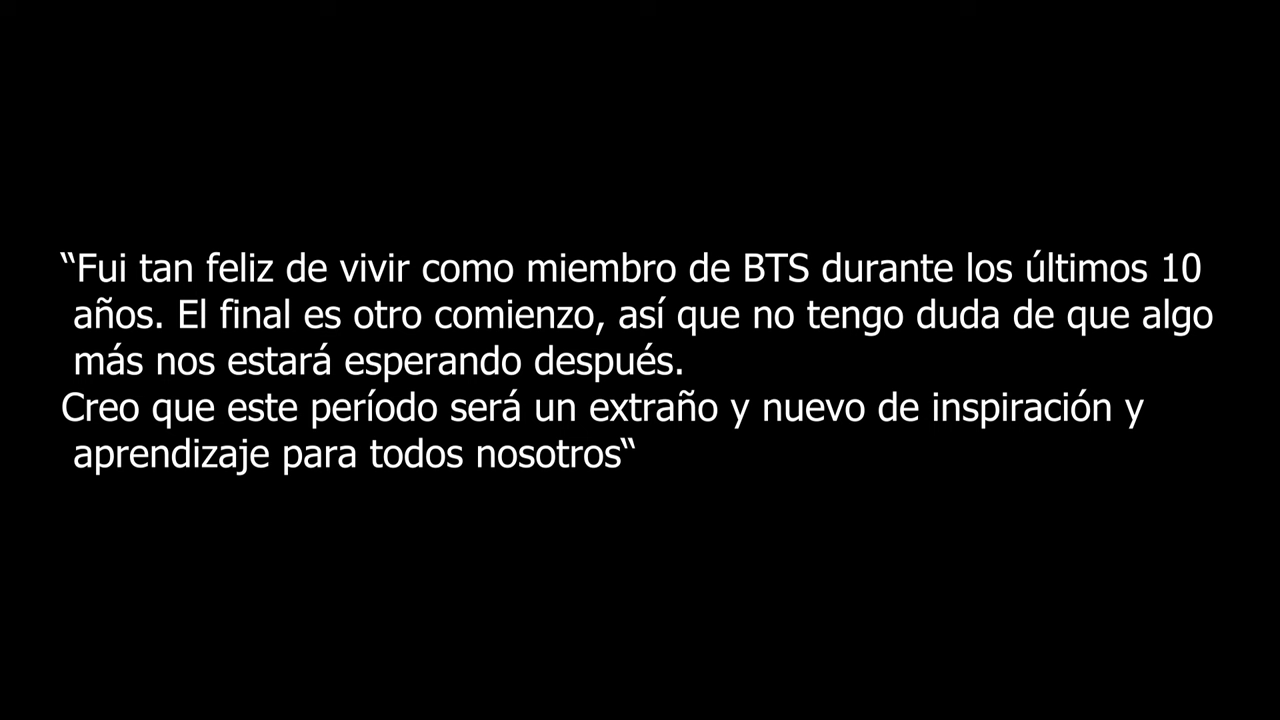 “Fui tan feliz de vivir como miembro de BTS durante los últimos 10
años. El final es otro comienzo, así que no tengo duda de que algo
más nos estará esperando después.
Creo que este período será un extraño y nuevo de inspiración y
aprendizaje para todos nosotros“